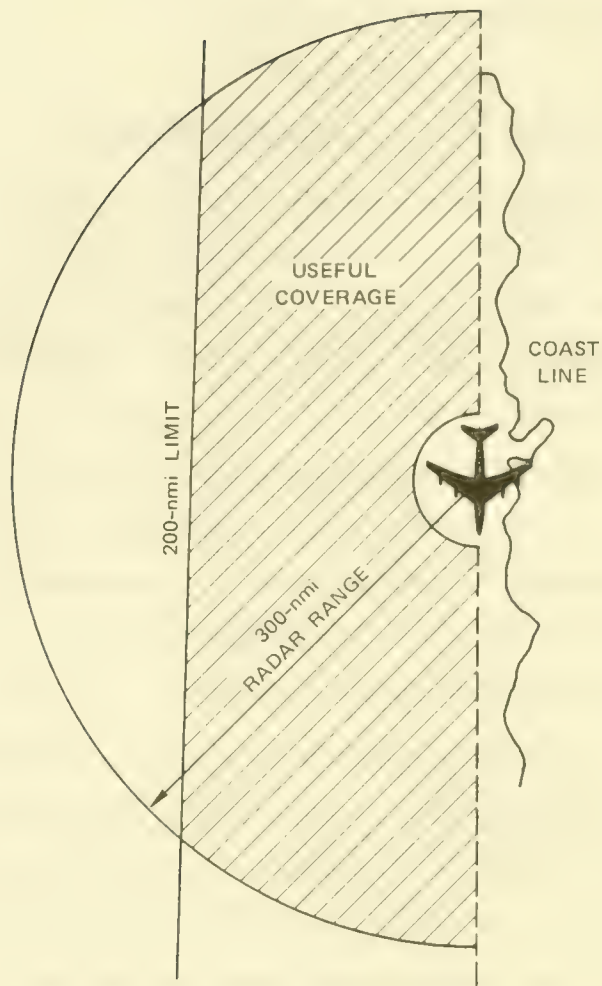 USEFUL
COVERAGE
COAST
LINE
200-nmi LIMIT
300-nmi
RADAR RANGE